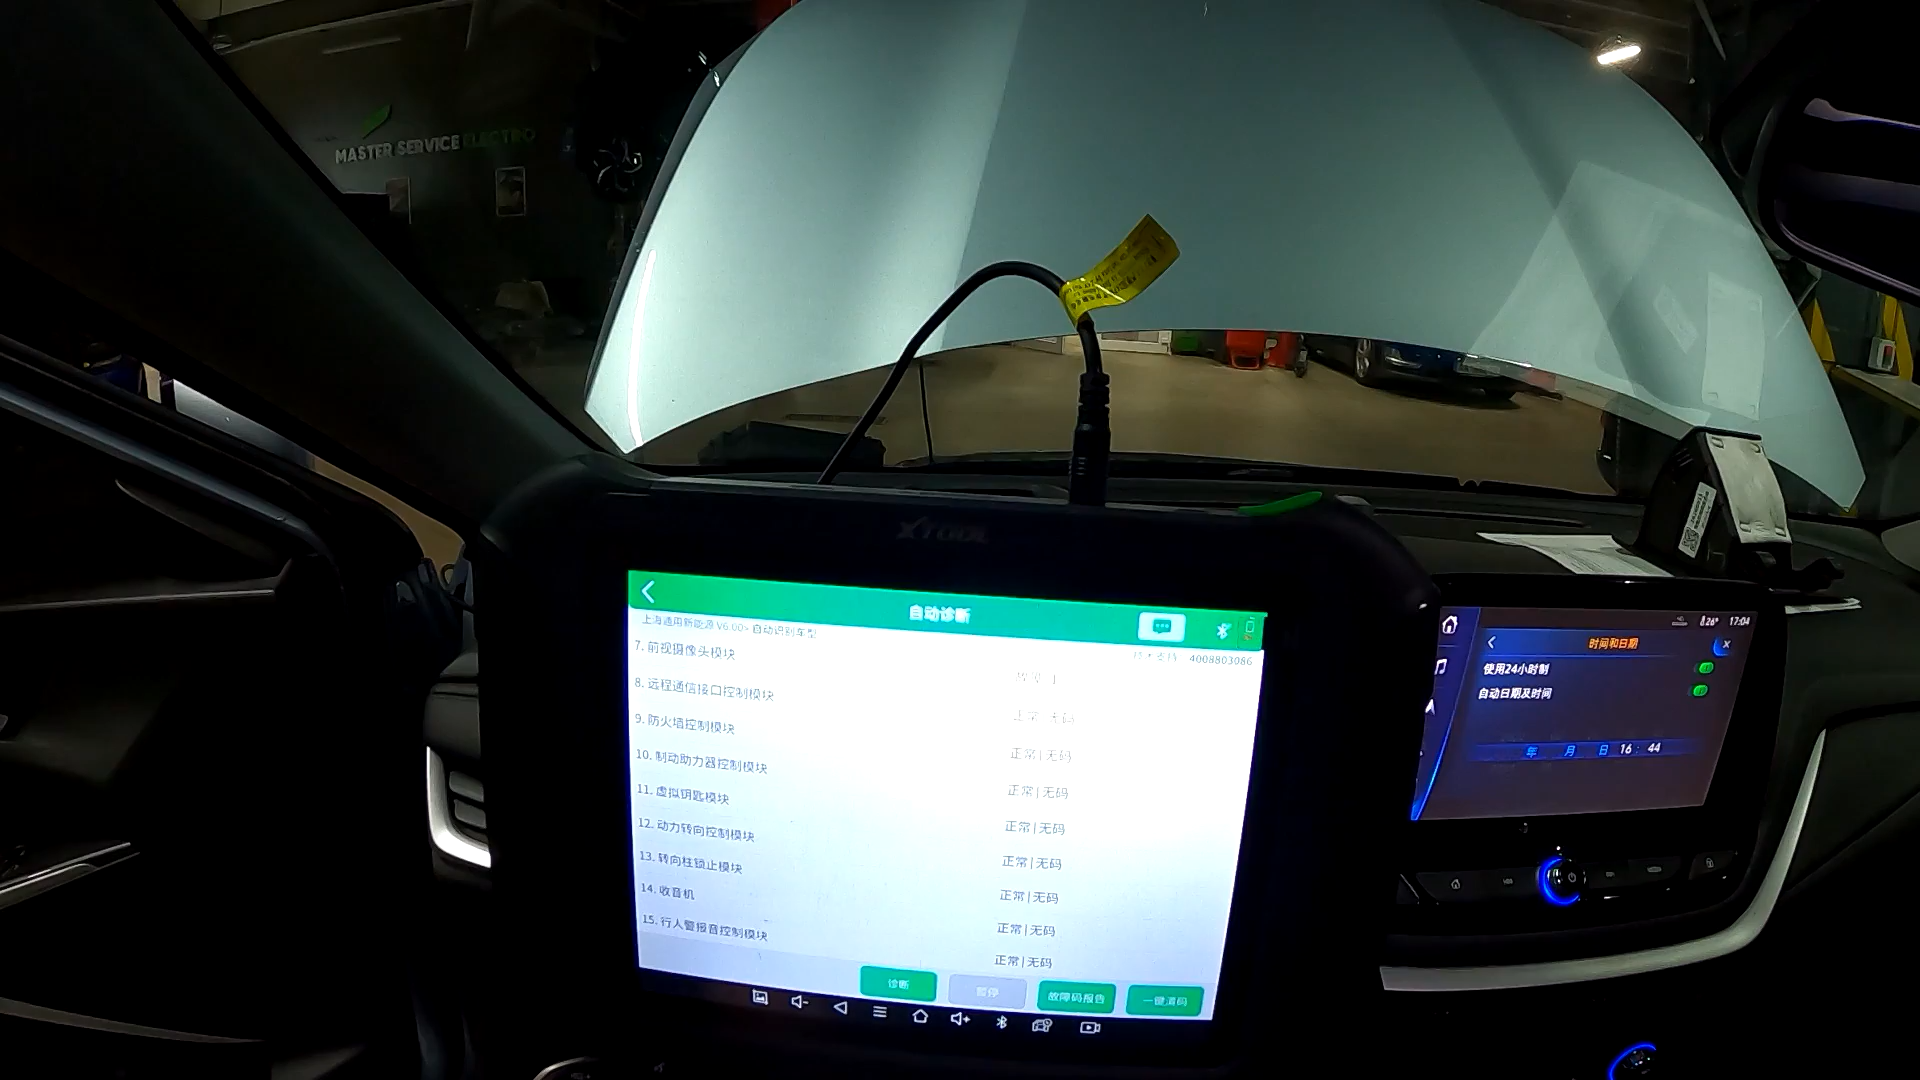 MASTER SERVICE ELECTRO
XTOOL
自动诊断
上海通用新能源 V6.00> 自动识别车型
4008803086
7. 前视摄像头模块
8. 远程通信接口控制模块
正常|无码
9. 防火墙控制模块
正常|无码
10. 制动助力器控制模块
正常|无码
11. 虚拟钥匙模块
正常|无码
12. 动力转向控制模块
正常|无码
13. 转向柱锁止模块
正常|无码
14. 收音机
正常|无码
15. 行人警报音控制模块
正常|无码
诊断
暂停
故障码报告
一键清码
26° 17:04
时间和日期
使用24小时制
自动日期及时间
年 月 日 16 : 44